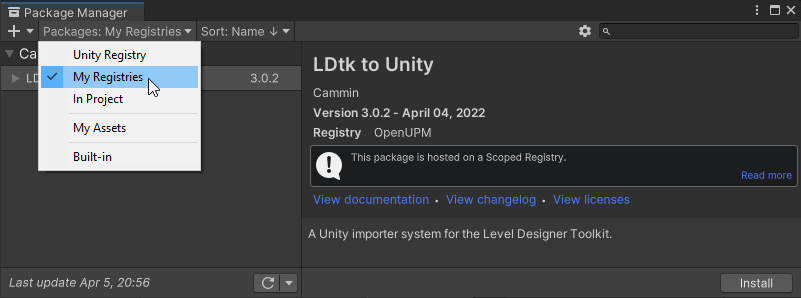 Package Manager
Packages: My Registries
Sort: Name ↓
Ca
LD
3.0.2
Unity Registry
My Registries
In Project
My Assets
Built-in
LDtk to Unity
Cammin
Version 3.0.2 - April 04, 2022
Registry OpenUPM
This package is hosted on a Scoped Registry.
Read more
View documentation • View changelog • View licenses
A Unity importer system for the Level Designer Toolkit.
Last update Apr 5, 20:56
Install